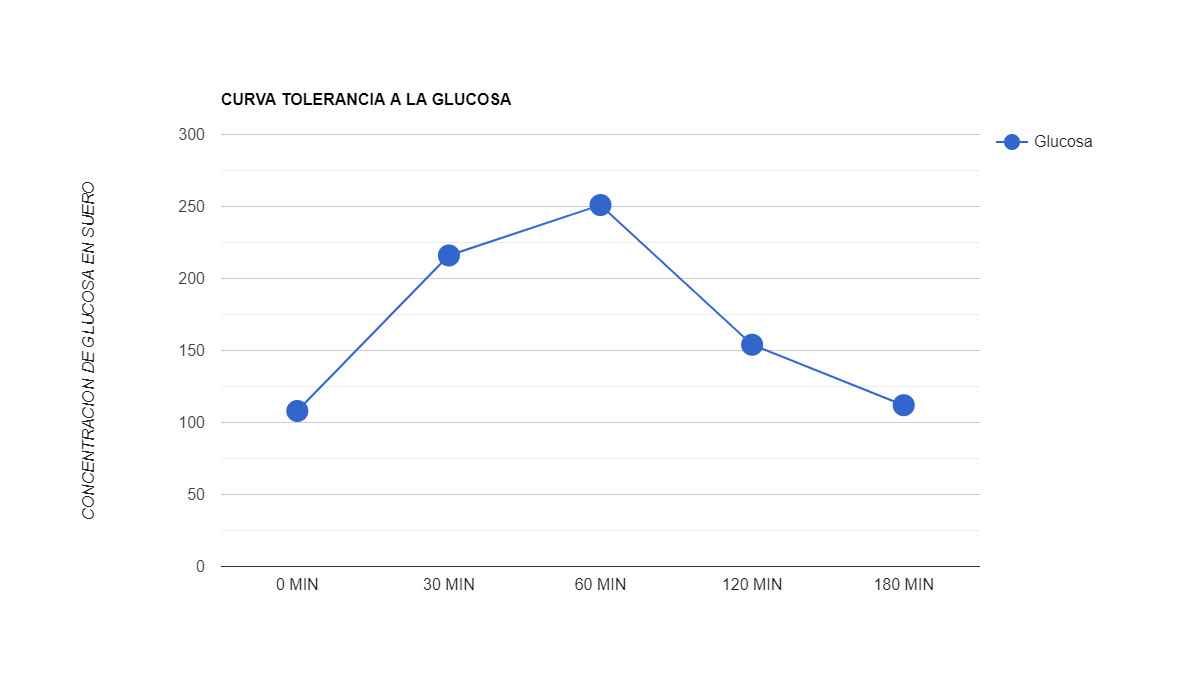 CURVA TOLERANCIA A LA GLUCOSA
Glucosa
CONCENTRACION DE GLUCOSA EN SUERO
300
250
200
150
100
50
0
0 MIN
30 MIN
60 MIN
120 MIN
180 MIN